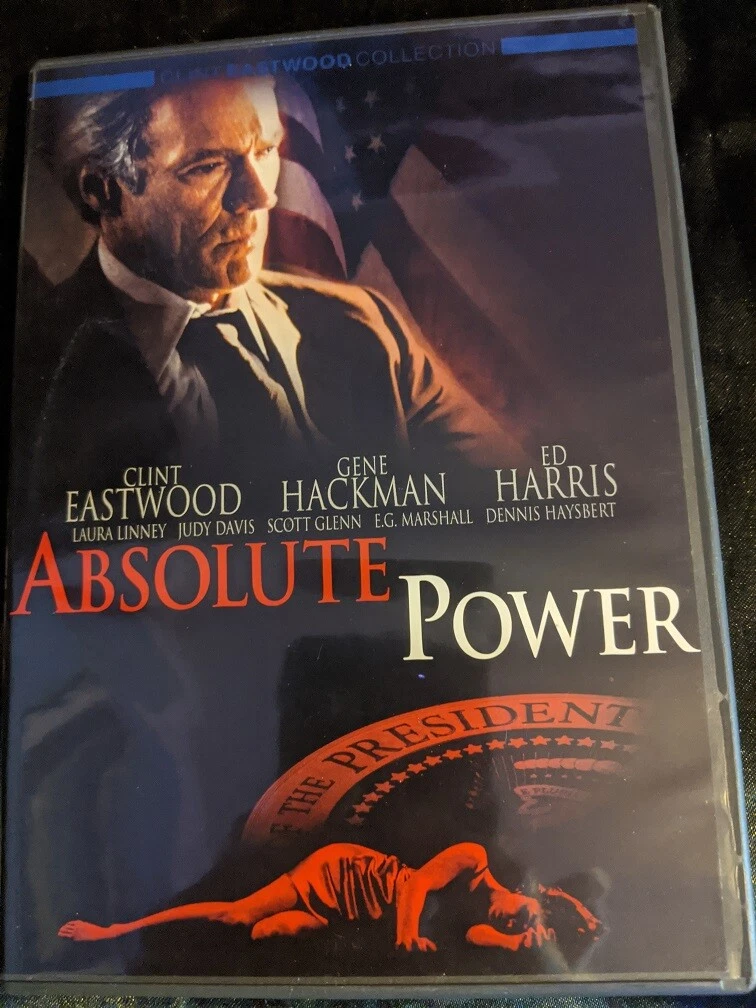 CLINT EASTWOOD COLLECTION
CLINT EASTWOOD
GENE HACKMAN
ED HARRIS
LAURA LINNEY JUDY DAVIS SCOTT GLENN E.G. MARSHALL DENNIS HAYSBERT
ABSOLUTE
POWER
THE PRESIDENT
E PLU